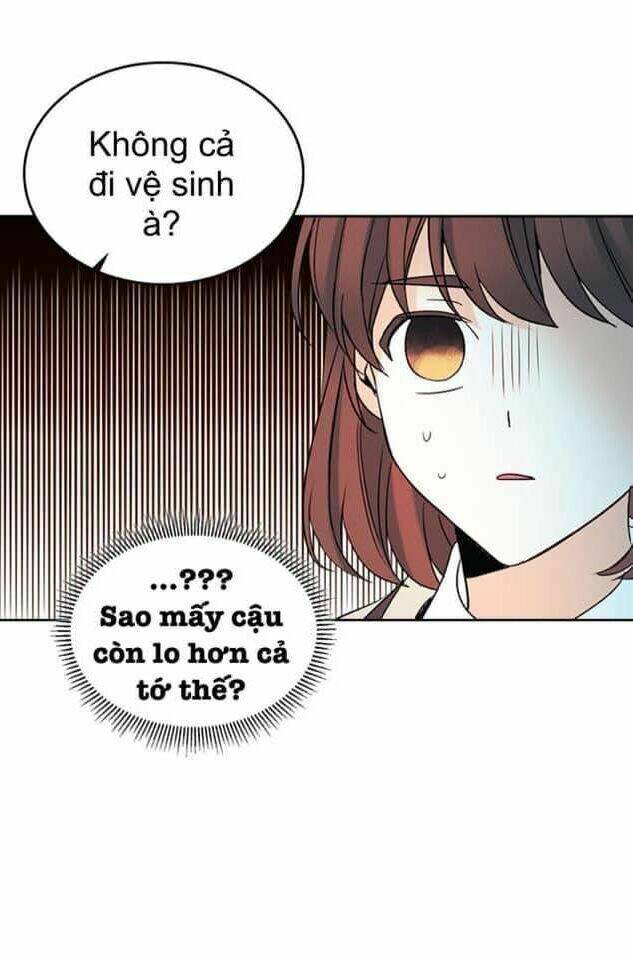 Không cả
đi vệ sinh
à?
...???
Sao mấy cậu
còn lo hơn cả
tớ thế?